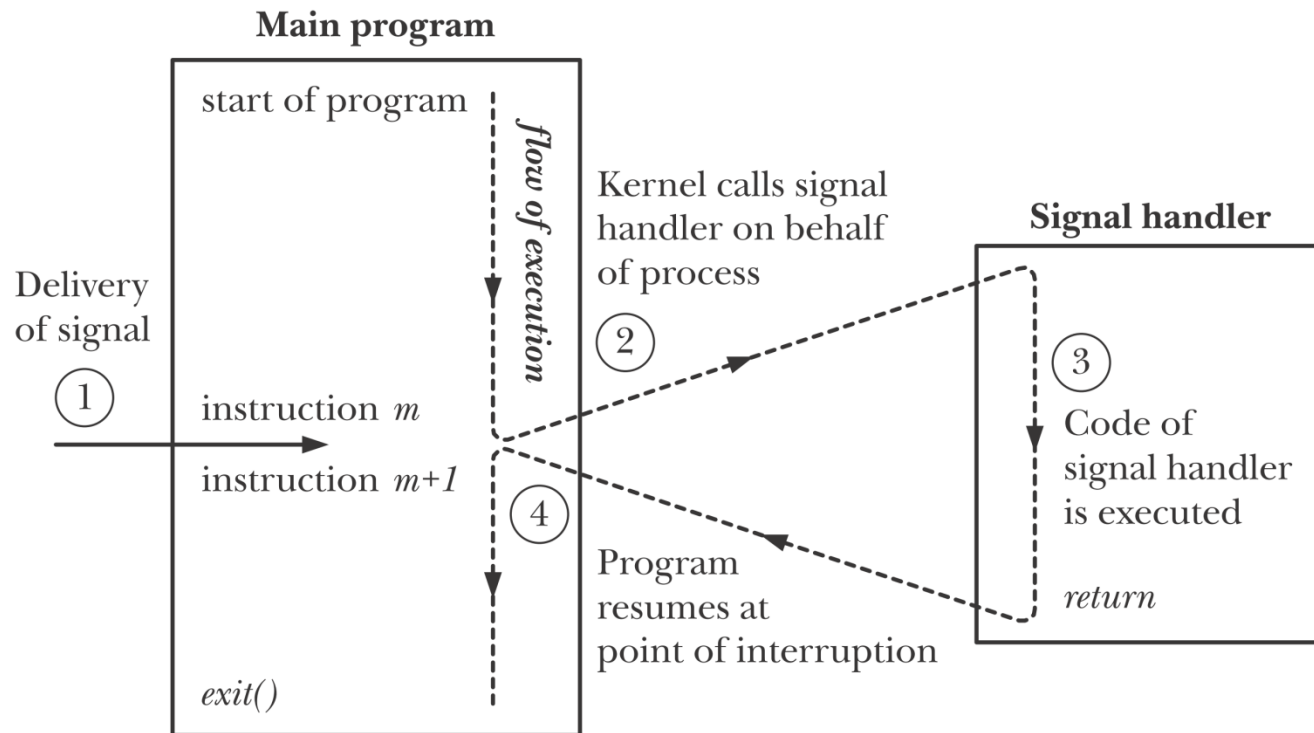 Main program
start of program
flow of execution
Delivery
of signal
1
instruction m
instruction m+1
exit()
Kernel calls signal
handler on behalf
of process
2
Signal handler
3
Code of
signal handler
is executed
return
4
Program
resumes at
point of interruption